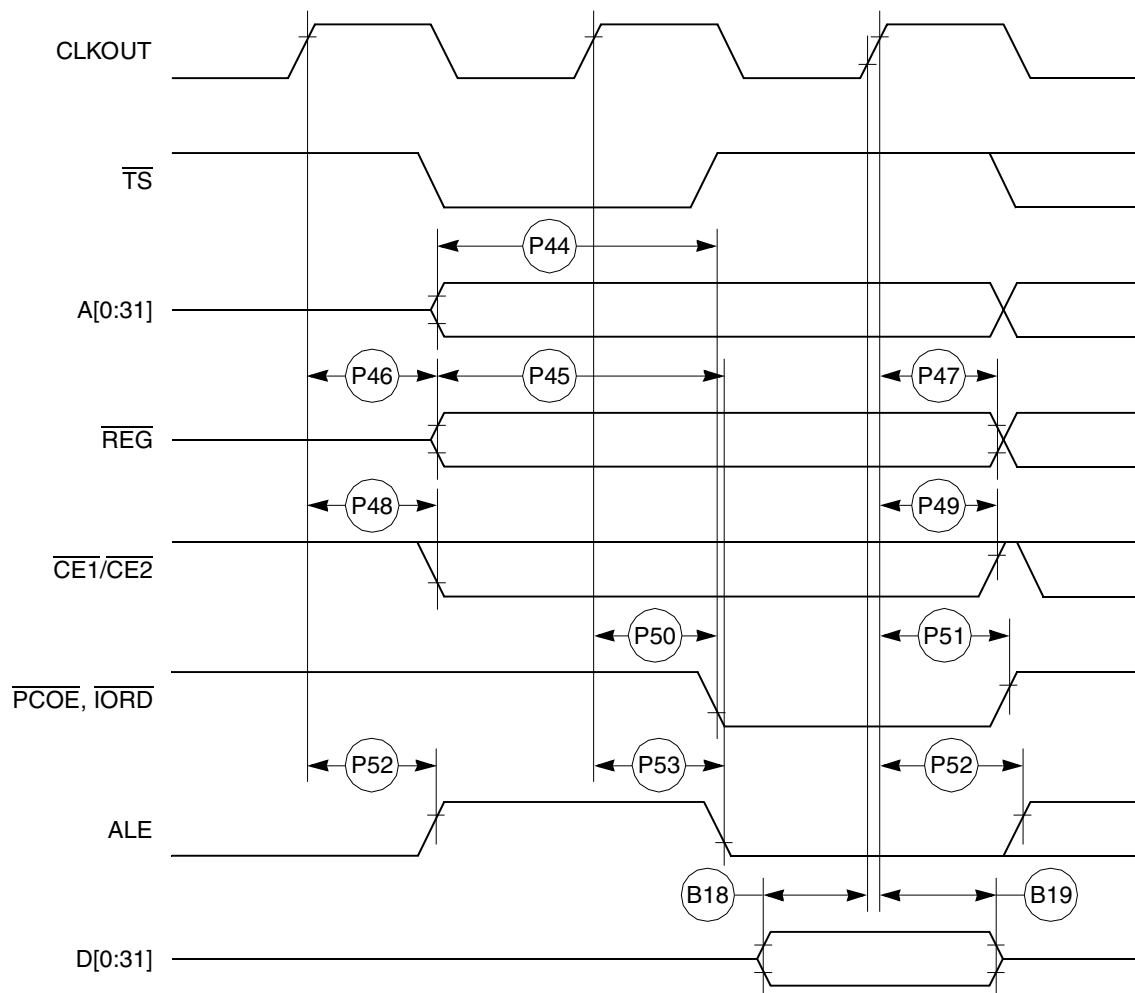 CLKOUT
TS
P44
A[0:31]
P46 P45 P47
REG
P48 P49
CE1/CE2
P50 P51
PCOE, IORD
P52 P53 P52
ALE
B18 B19
D[0:31]